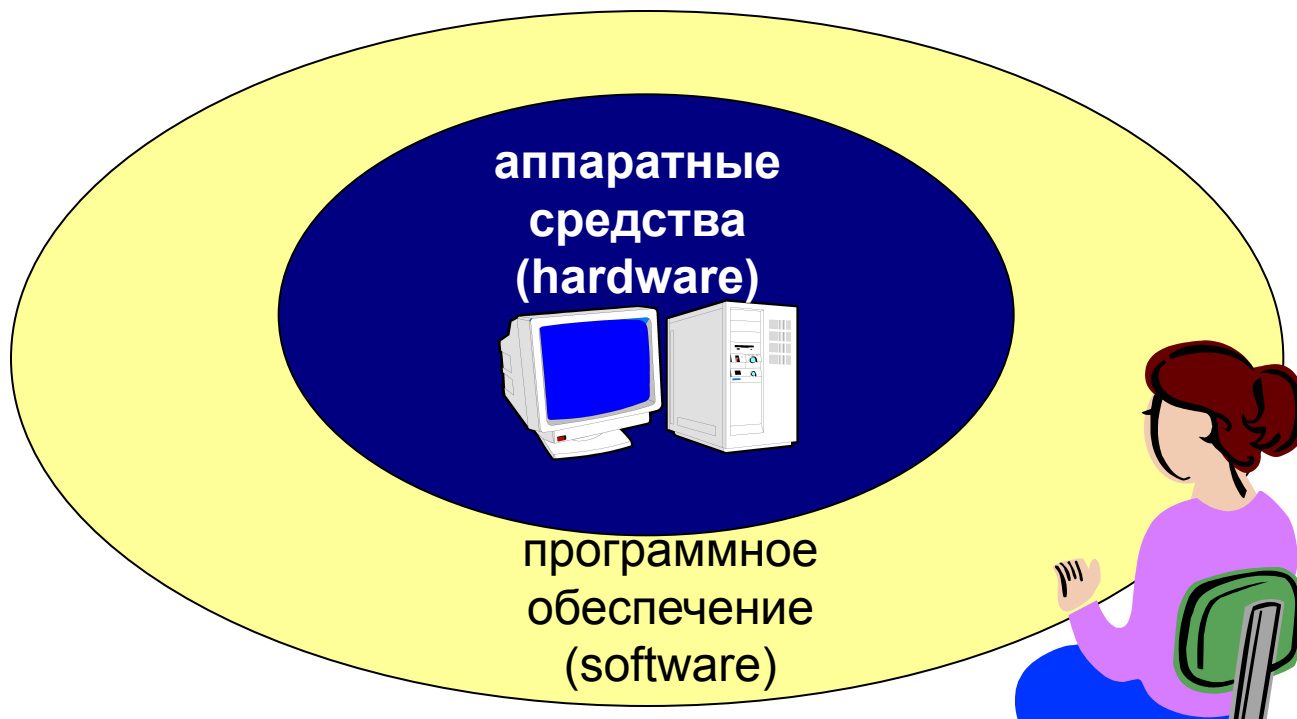 аппаратные
средства
(hardware)
программное
обеспечение
(software)